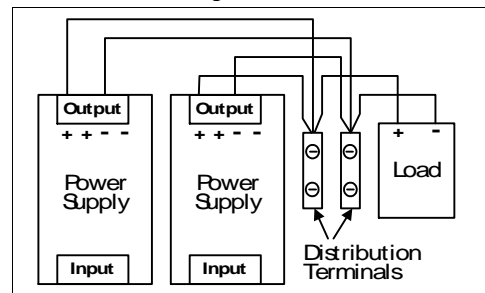 Output
+ + - -
Power
Supply
Input
Output
+ + - -
Power
Supply
Input
+ -
Load
Distribution
Terminals